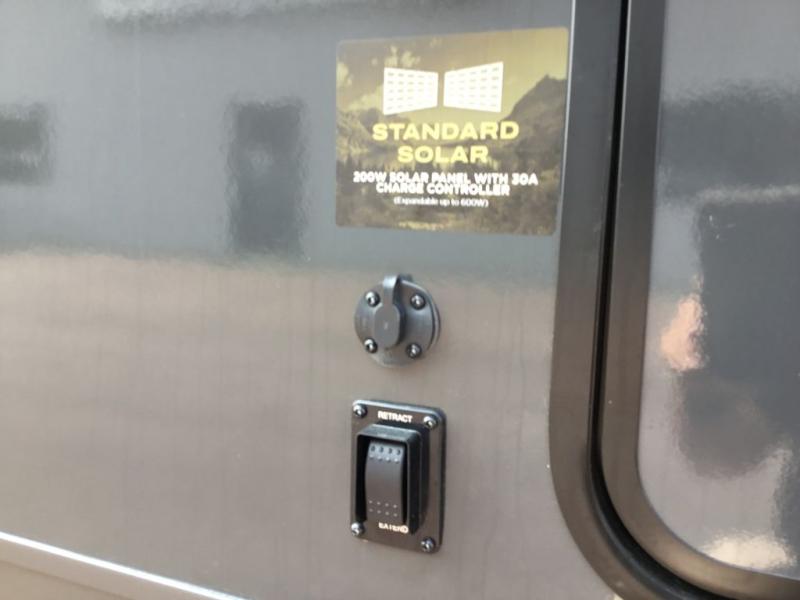 STANDARD
SOLAR
200W SOLAR PANEL WITH 30A
CHARGE CONTROLLER
(Expandable up to 600W)
RETRACT
EXTEND